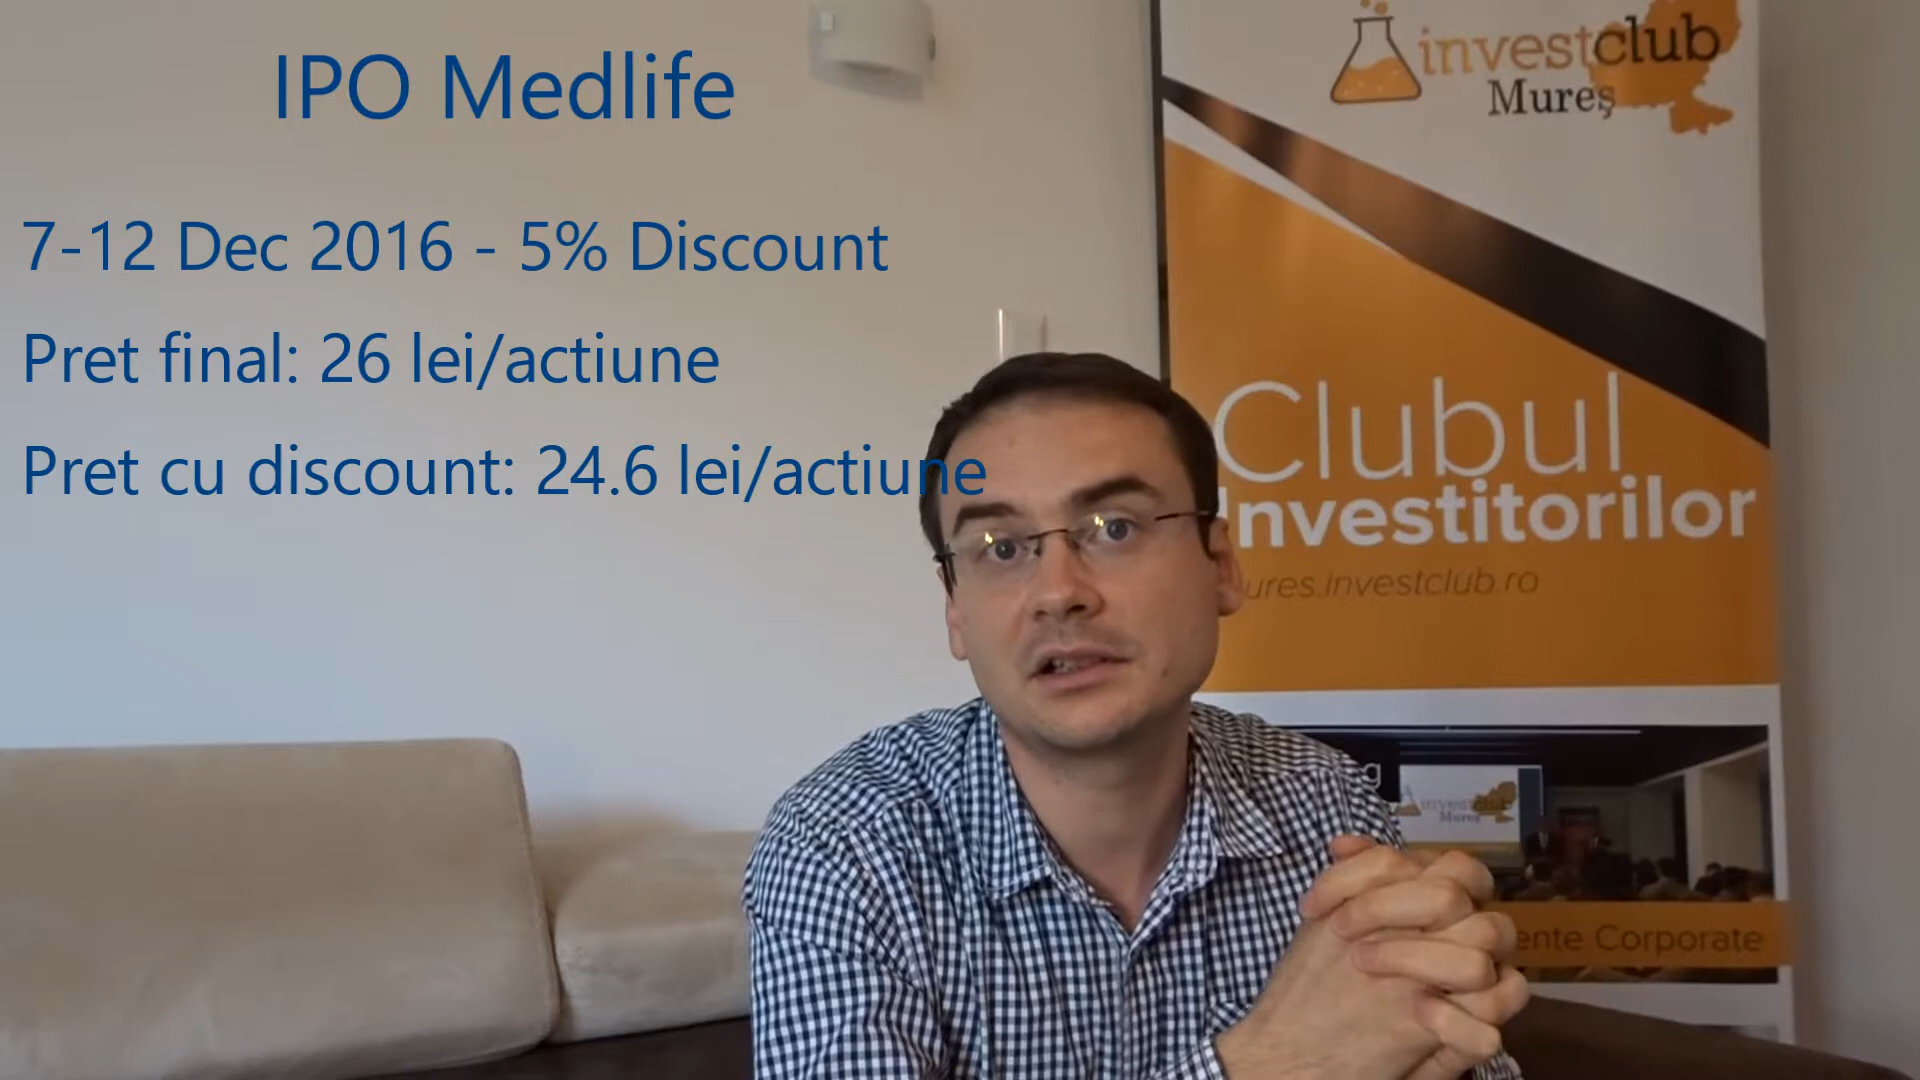 IPO Medlife
7-12 Dec 2016 - 5% Discount
Pret final: 26 lei/actiune
Pret cu discount: 24.6 lei/actiune
investclub
Mureș
Clubul
Investitorilor
ures.investclub.ro
g
investclub
Mureș
ente Corporate